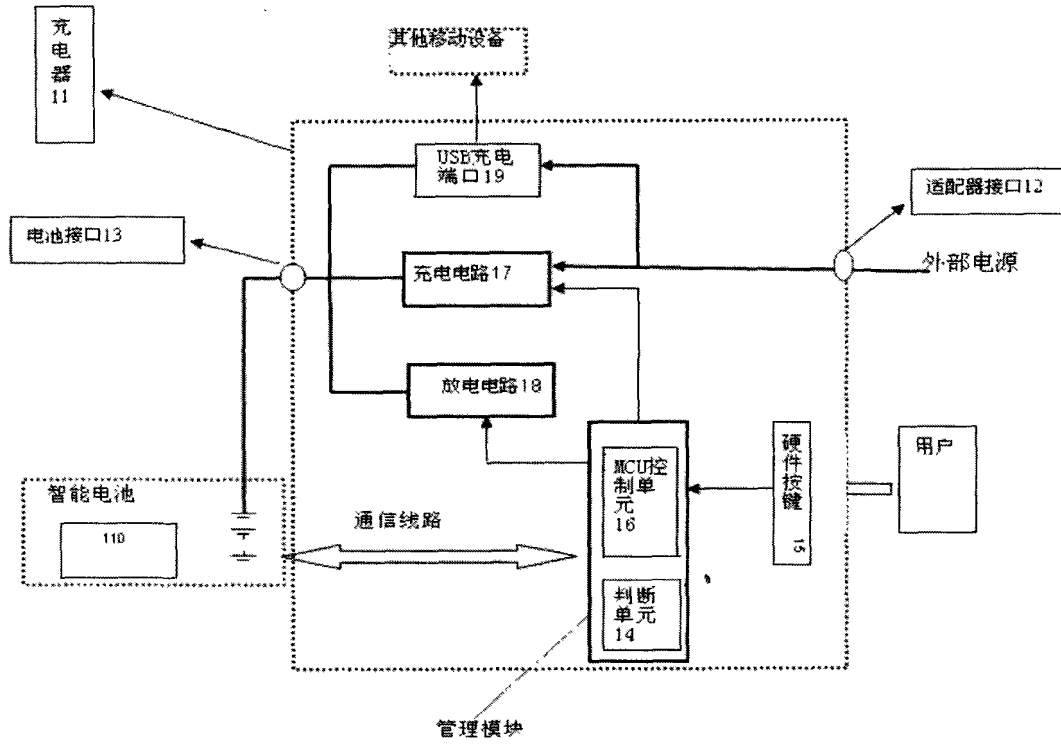 充
电
器
11
其他移动设备
USB充电
端口19
适配器接口12
电池接口13
充电电路17
外部电源
放电电路18
MCU控
制单
元
16
硬件按键 15
用户
智能电池
110
通信线路
判断
单元
14
管理模块